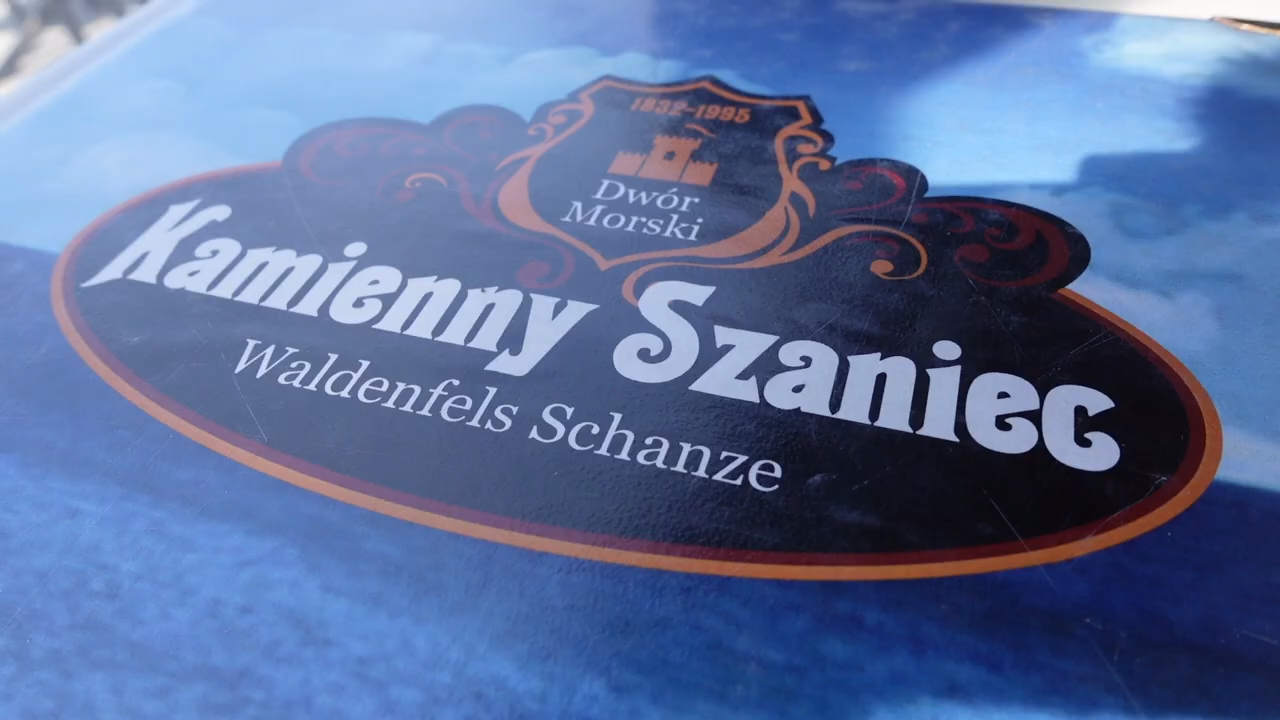 1832-1995
Dwór
Morski
Kamienny Szaniec
Waldenfels Schanze